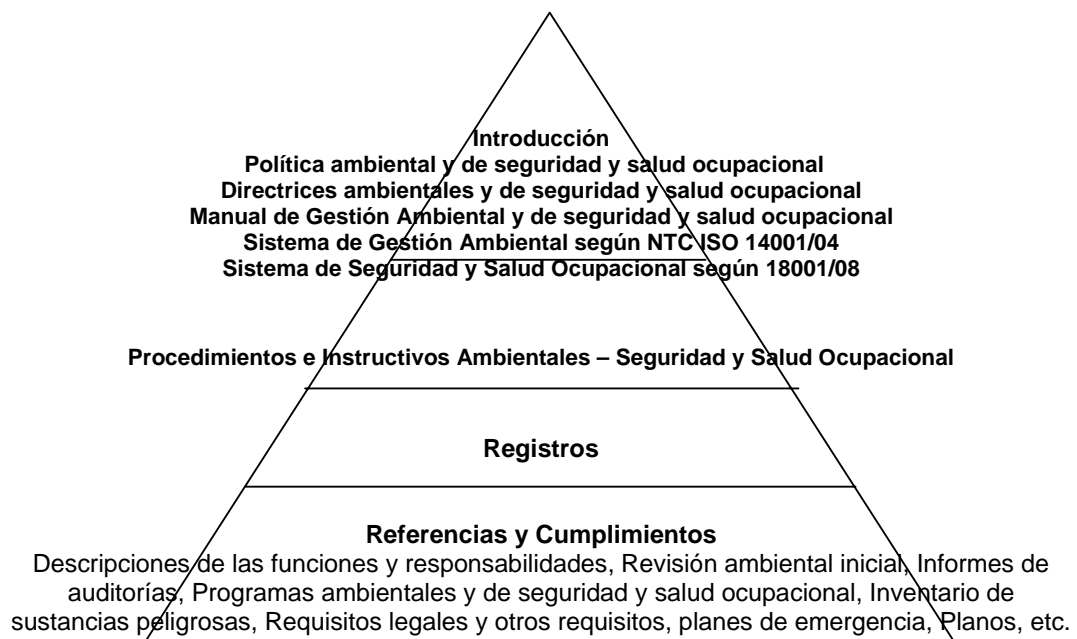 Introducción
Política ambiental y de seguridad y salud ocupacional
Directrices ambientales y de seguridad y salud ocupacional
Manual de Gestión Ambiental y de seguridad y salud ocupacional
Sistema de Gestión Ambiental según NTC ISO 14001/04
Sistema de Seguridad y Salud Ocupacional según 18001/08
Procedimientos e Instructivos Ambientales – Seguridad y Salud Ocupacional
Registros
Referencias y Cumplimientos
Descripciones de las funciones y responsabilidades, Revisión ambiental inicial, Informes de
auditorías, Programas ambientales y de seguridad y salud ocupacional, Inventario de
sustancias peligrosas, Requisitos legales y otros requisitos, planes de emergencia, Planos, etc.